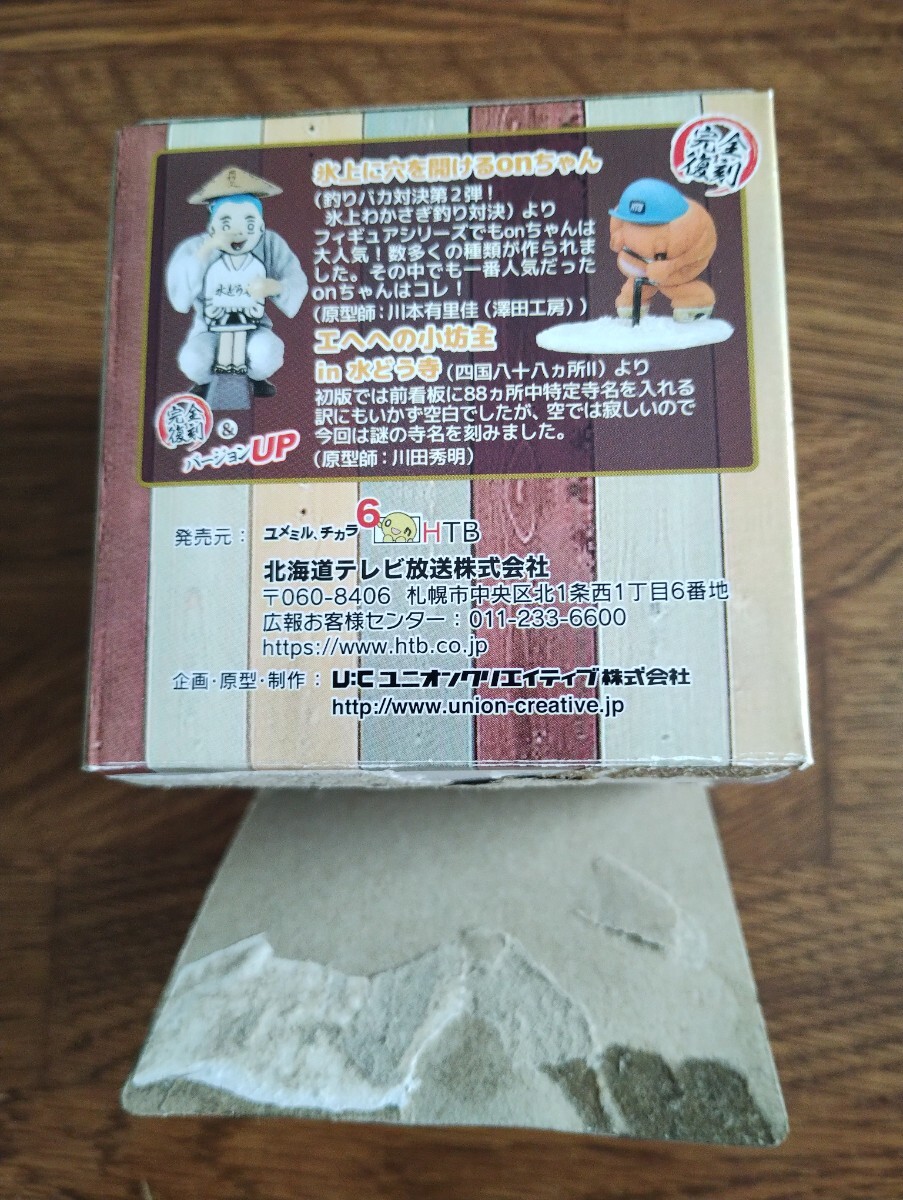 氷上に穴を開けるonちゃん
(釣りバカ対決第2弾!
氷上わかさぎ釣り対決)より
フィギュアシリーズでもonちゃんは
大人気!数多くの種類が作られま
した。その中でも一番人気だった
onちゃんはコレ!
(原型師:川本有里佳(澤田工房))
エヘヘの小坊主
in 水どう寺(四国八十八ヵ所II)より
初版では前看板に88ヵ所中特定寺名を入れる
訳にもいかず空白でしたが、空では寂しいので
今回は謎の寺名を刻みました。
(原型師:川田秀明)
完全
復刻
水どう
完全
復刻
&
バージョンUP
HTB
発売元: ユメミル、チカラ 6 HTB
北海道テレビ放送株式会社
〒060-8406 札幌市中央区北1条西1丁目6番地
広報お客様センター:011-233-6600
https://www.htb.co.jp
企画・原型・制作: U:C ユニオンクリエイティブ株式会社
http://www.union-creative.jp